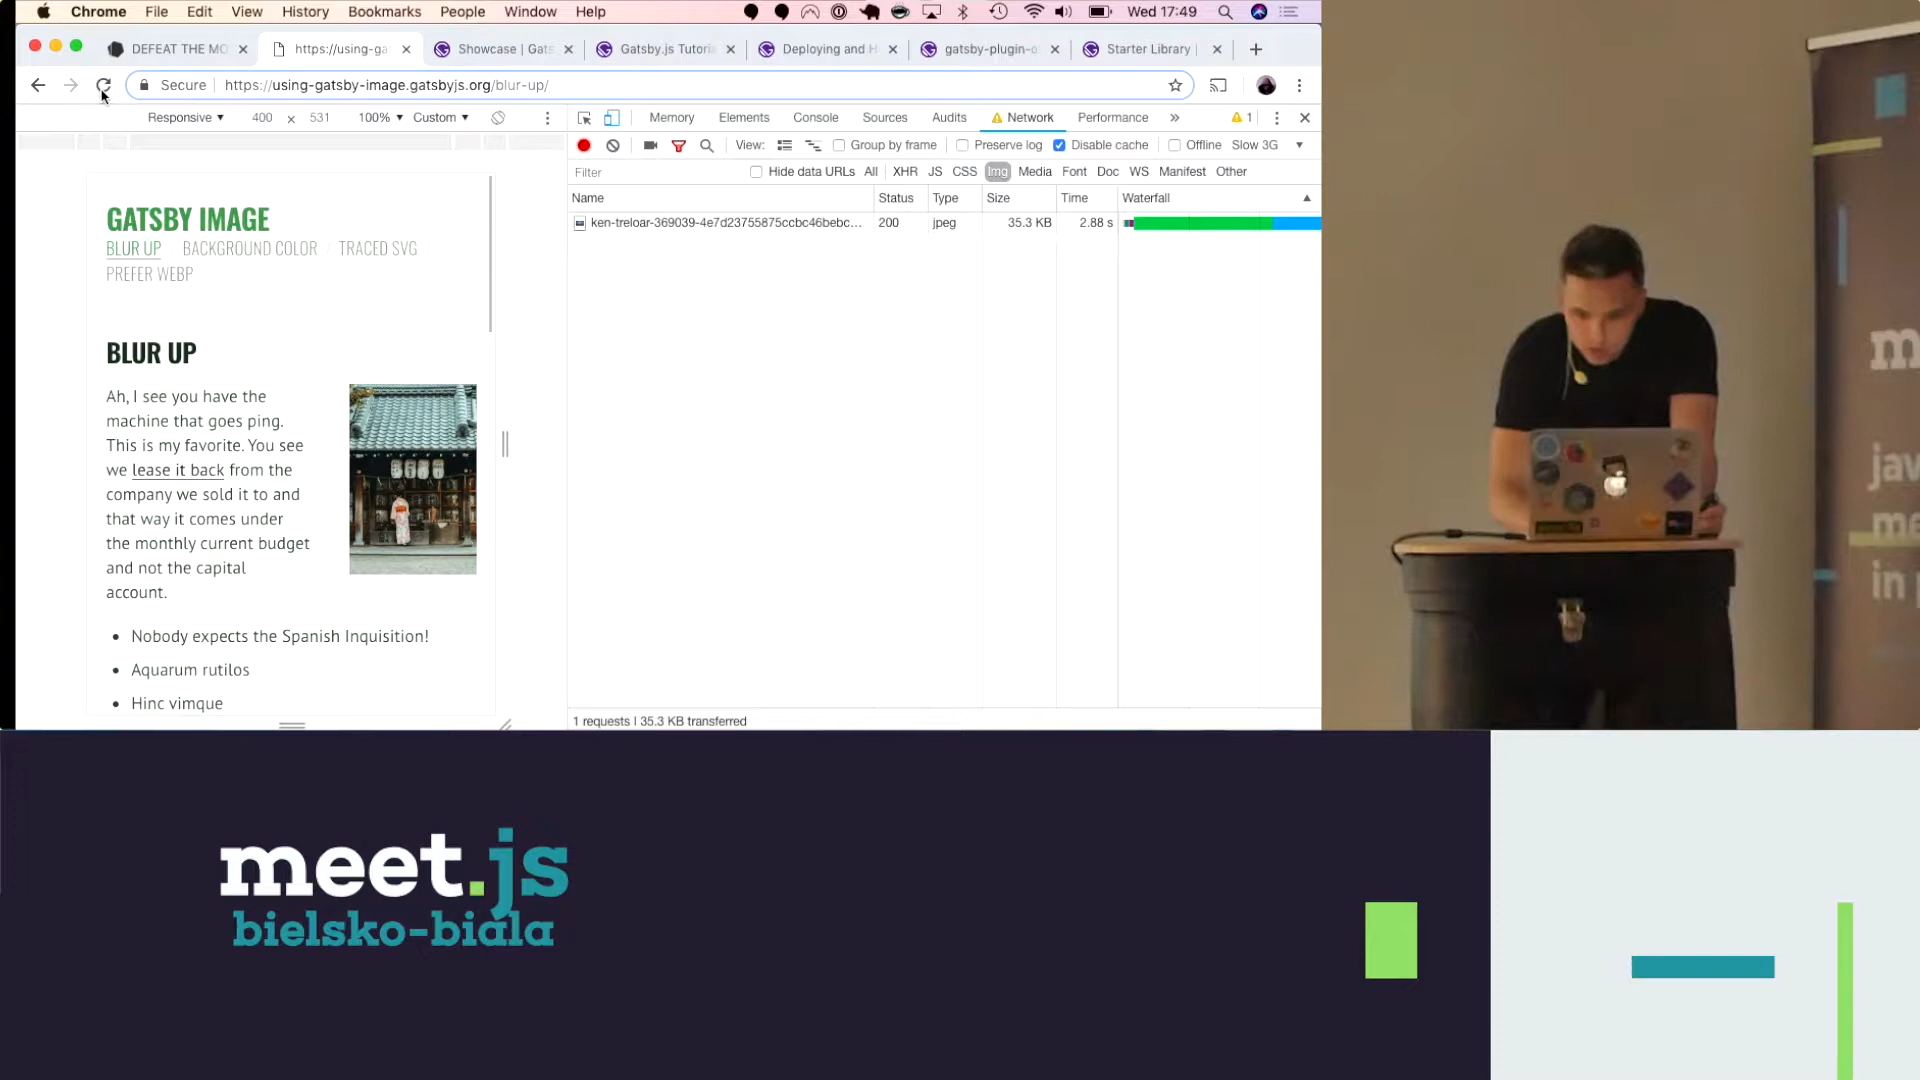 Chrome File Edit View History Bookmarks People Window Help Wed 17:49
DEFEAT THE MO https://using-ga Showcase | Gats Gatsby.js Tutoria Deploying and H gatsby-plugin-o Starter Library |
Secure https://using-gatsby-image.gatsbyjs.org/blur-up/
Responsive 400 x 531 100% Custom
Memory Elements Console Sources Audits Network Performance » 1
View: Group by frame Preserve log Disable cache Offline Slow 3G
Filter Hide data URLs All XHR JS CSS Img Media Font Doc WS Manifest Other
Name Status Type Size Time Waterfall
ken-treloar-369039-4e7d23755875ccbc46bebc... 200 jpeg 35.3 KB 2.88 s
GATSBY IMAGE
BLUR UP BACKGROUND COLOR TRACED SVG
PREFER WEBP
BLUR UP
Ah, I see you have the
machine that goes ping.
This is my favorite. You see
we lease it back from the
company we sold it to and
that way it comes under
the monthly current budget
and not the capital
account.
• Nobody expects the Spanish Inquisition!
• Aquarum rutilos
• Hinc vimque
1 requests | 35.3 KB transferred
m
jav
me
in p
meet.js
bielsko-biala